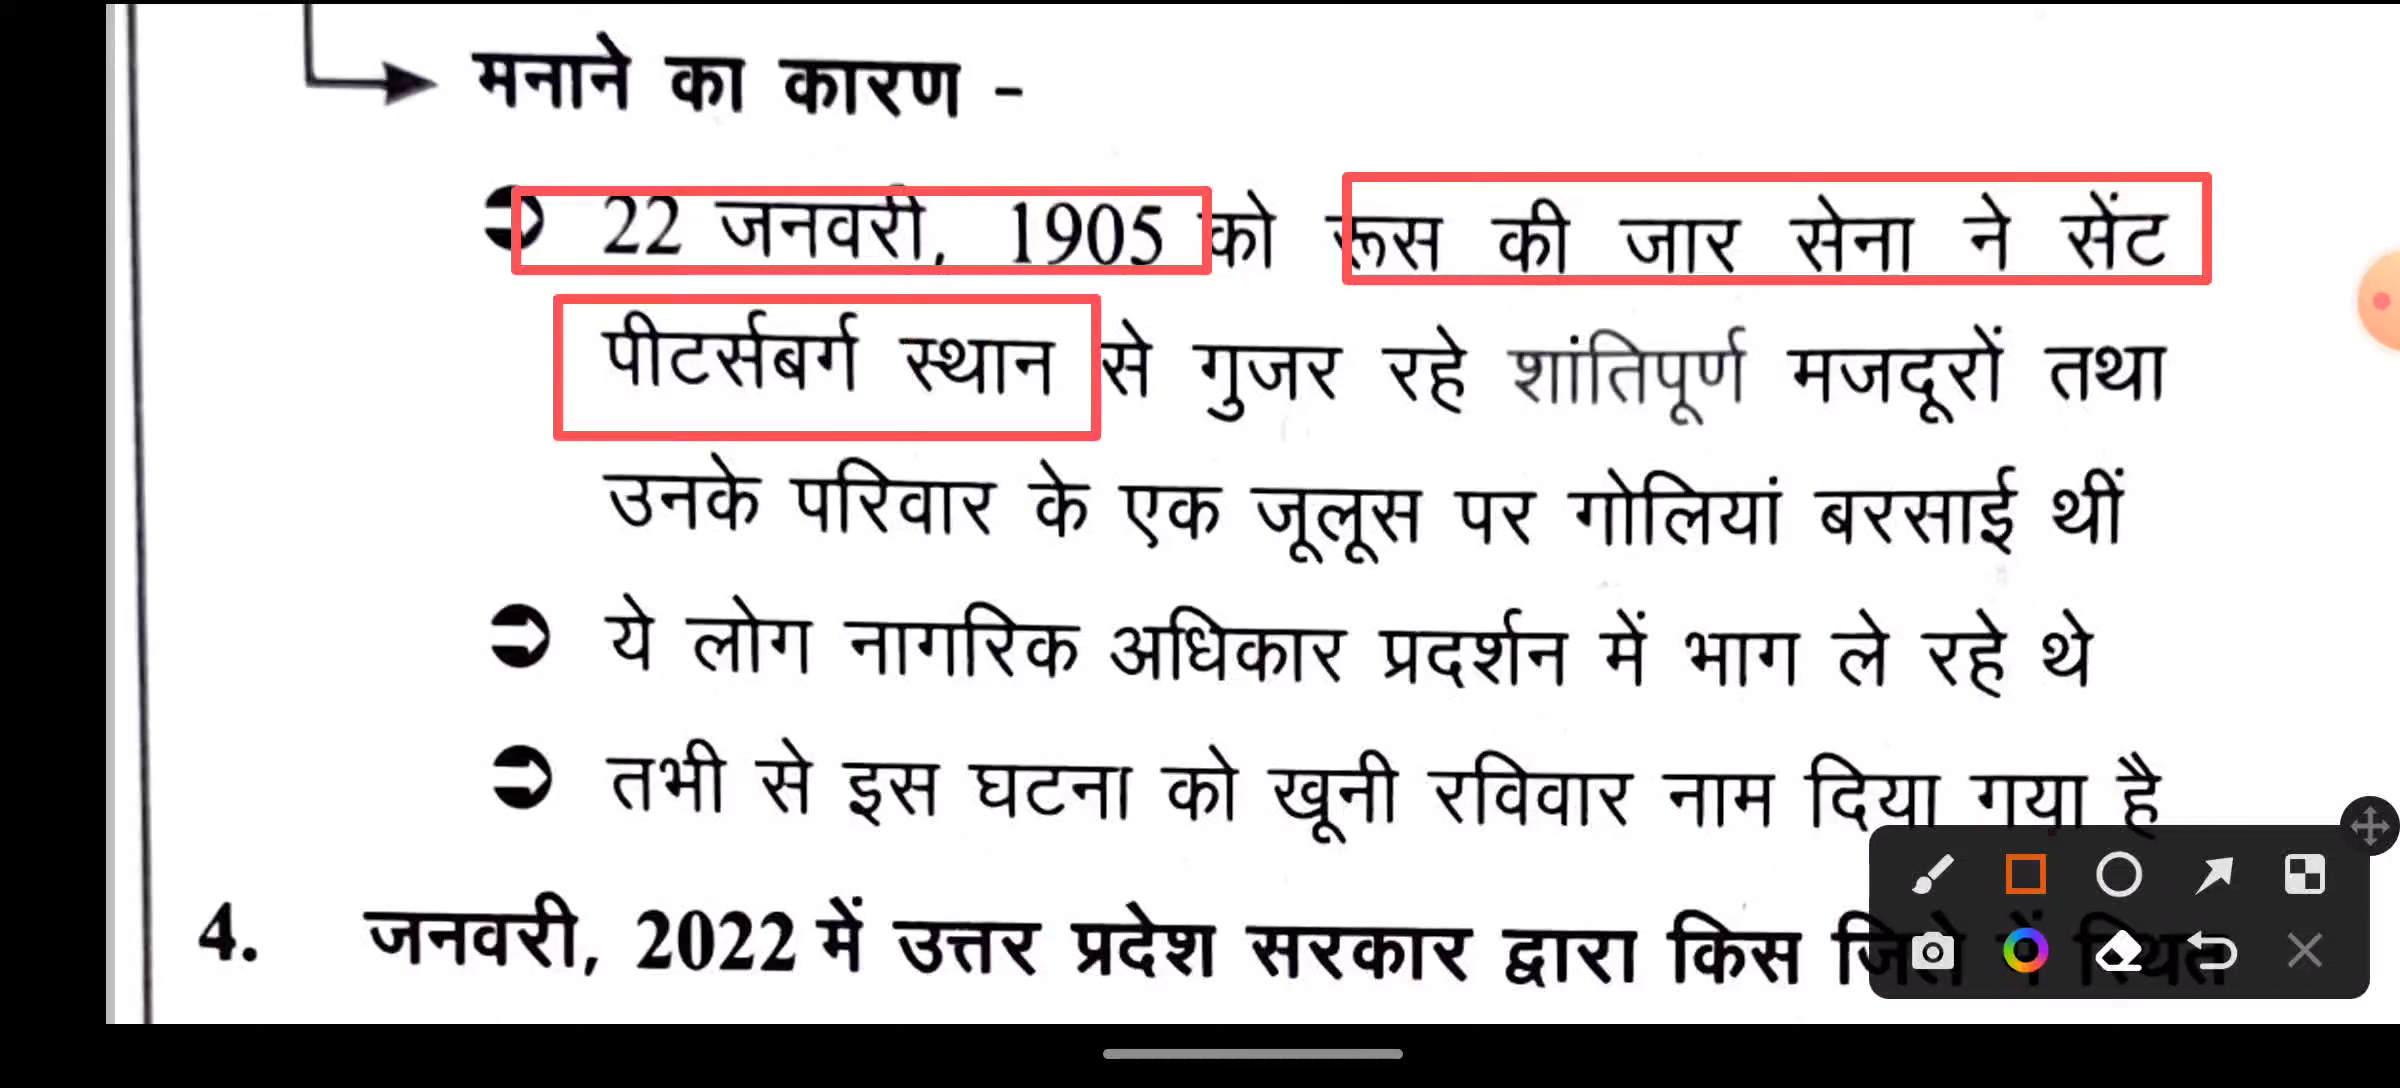 मनाने का कारण -
22 जनवरी, 1905 को रूस की जार सेना ने सेंट
पीटर्सबर्ग स्थान से गुजर रहे शांतिपूर्ण मजदूरों तथा
उनके परिवार के एक जूलूस पर गोलियां बरसाई थीं
ये लोग नागरिक अधिकार प्रदर्शन में भाग ले रहे थे
तभी से इस घटना को खूनी रविवार नाम दिया गया है
4. जनवरी, 2022 में उत्तर प्रदेश सरकार द्वारा किस जिले में स्थित